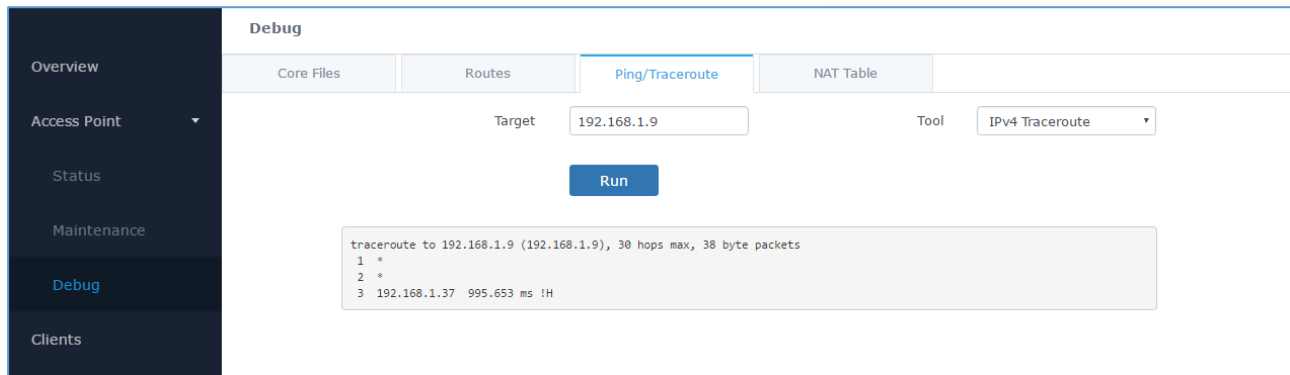 Debug
Overview
Core Files Routes Ping/Traceroute NAT Table
Access Point
Target 192.168.1.9 Tool IPv4 Traceroute
Status
Run
Maintenance
traceroute to 192.168.1.9 (192.168.1.9), 30 hops max, 38 byte packets
1 *
2 *
3 192.168.1.37 995.653 ms !H
Debug
Clients